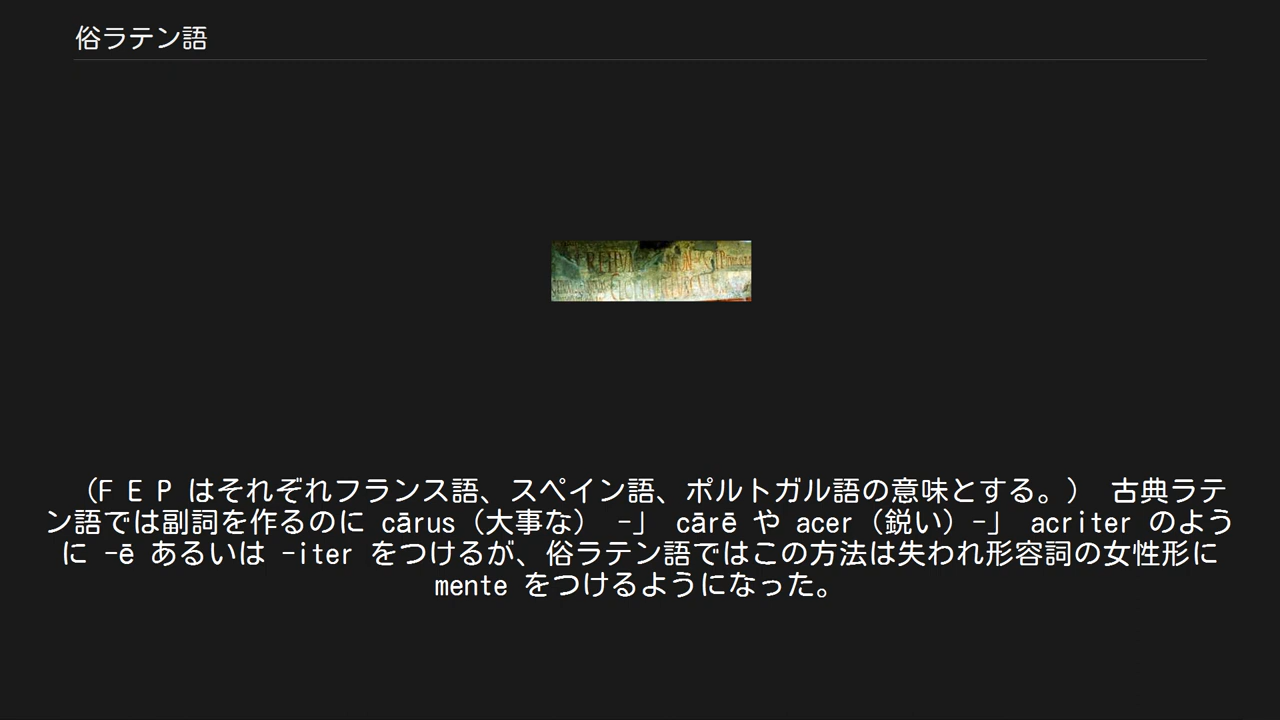 俗ラテン語
（F E P はそれぞれフランス語、スペイン語、ポルトガル語の意味とする。） 古典ラテ
ン語では副詞を作るのに cārus（大事な） -」 cārē や acer（鋭い）-」 acriter のよう
に -ē あるいは -iter をつけるが、俗ラテン語ではこの方法は失われ形容詞の女性形に
mente をつけるようになった。